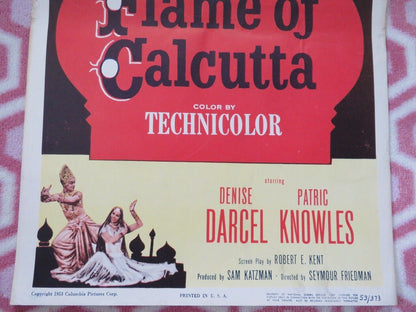 Flame of
Calcutta
COLOR BY
TECHNICOLOR
starring
DENISE PATRIC
DARCEL KNOWLES
Screen Play by ROBERT E. KENT
Produced by SAM KATZMAN · Directed by SEYMOUR FRIEDMAN
Copyright 1953 Columbia Pictures Corp.
PRINTED IN U. S. A.
53/373